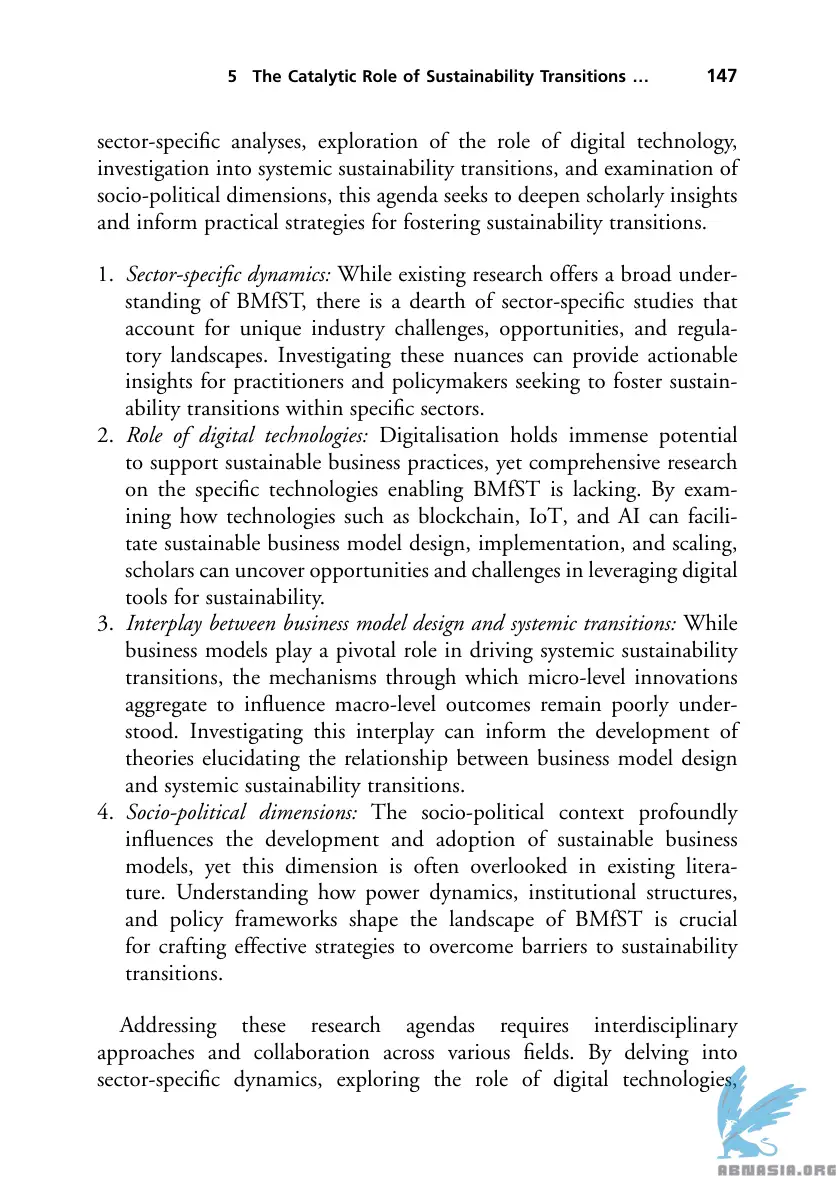 5 The Catalytic Role of Sustainability Transitions … 147
sector-specific analyses, exploration of the role of digital technology,
investigation into systemic sustainability transitions, and examination of
socio-political dimensions, this agenda seeks to deepen scholarly insights
and inform practical strategies for fostering sustainability transitions.
1. Sector-specific dynamics: While existing research offers a broad under-
standing of BMfST, there is a dearth of sector-specific studies that
account for unique industry challenges, opportunities, and regula-
tory landscapes. Investigating these nuances can provide actionable
insights for practitioners and policymakers seeking to foster sustain-
ability transitions within specific sectors.
2. Role of digital technologies: Digitalisation holds immense potential
to support sustainable business practices, yet comprehensive research
on the specific technologies enabling BMfST is lacking. By exam-
ining how technologies such as blockchain, IoT, and AI can facili-
tate sustainable business model design, implementation, and scaling,
scholars can uncover opportunities and challenges in leveraging digital
tools for sustainability.
3. Interplay between business model design and systemic transitions: While
business models play a pivotal role in driving systemic sustainability
transitions, the mechanisms through which micro-level innovations
aggregate to influence macro-level outcomes remain poorly under-
stood. Investigating this interplay can inform the development of
theories elucidating the relationship between business model design
and systemic sustainability transitions.
4. Socio-political dimensions: The socio-political context profoundly
influences the development and adoption of sustainable business
models, yet this dimension is often overlooked in existing litera-
ture. Understanding how power dynamics, institutional structures,
and policy frameworks shape the landscape of BMfST is crucial
for crafting effective strategies to overcome barriers to sustainability
transitions.
Addressing these research agendas requires interdisciplinary
approaches and collaboration across various fields. By delving into
sector-specific dynamics, exploring the role of digital technologies,
ABNASIA.ORG